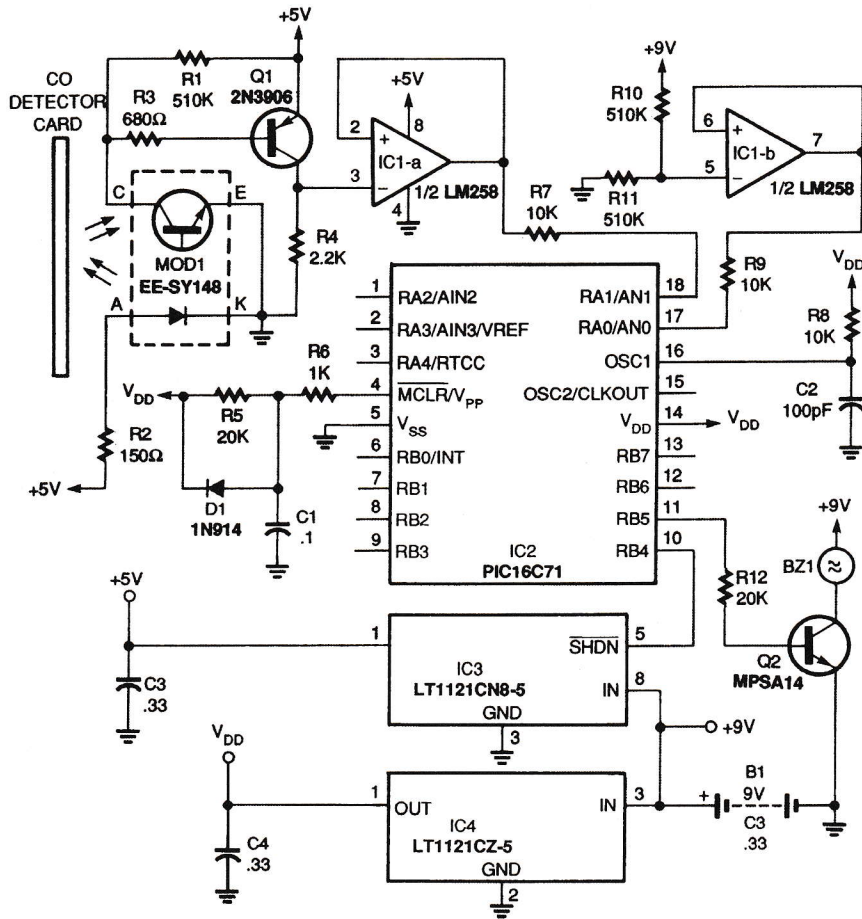 +5V
CO
DETECTOR
CARD
R1
510K
Q1
2N3906
R3
680Ω
+5V
2
+
8
IC1-a
3
−
4
1/2 LM258
+9V
R10
510K
6
+
7
IC1-b
5
−
1/2 LM258
R11
510K
R7
10K
C
E
MOD1
EE-SY148
A
K
R4
2.2K
R9
10K
VDD
R8
10K
C2
100pF
1
RA2/AIN2
RA1/AN1
18
2
RA3/AIN3/VREF
RA0/AN0
17
3
RA4/RTCC
OSC1
16
4
MCLR/VPP
OSC2/CLKOUT
15
5
VSS
VDD
14
VDD
6
RB0/INT
RB7
13
7
RB1
RB6
12
8
RB2
RB5
11
9
RB3
RB4
10
IC2
PIC16C71
R6
1K
VDD
R5
20K
R2
150Ω
+5V
D1
1N914
C1
.1
+9V
BZ1
R12
20K
Q2
MPSA14
+5V
1
SHDN
5
IC3
LT1121CN8-5
IN
8
GND
3
C3
.33
+9V
VDD
1
OUT
IN
3
IC4
LT1121CZ-5
GND
2
C4
.33
+
B1
9V
C3
.33